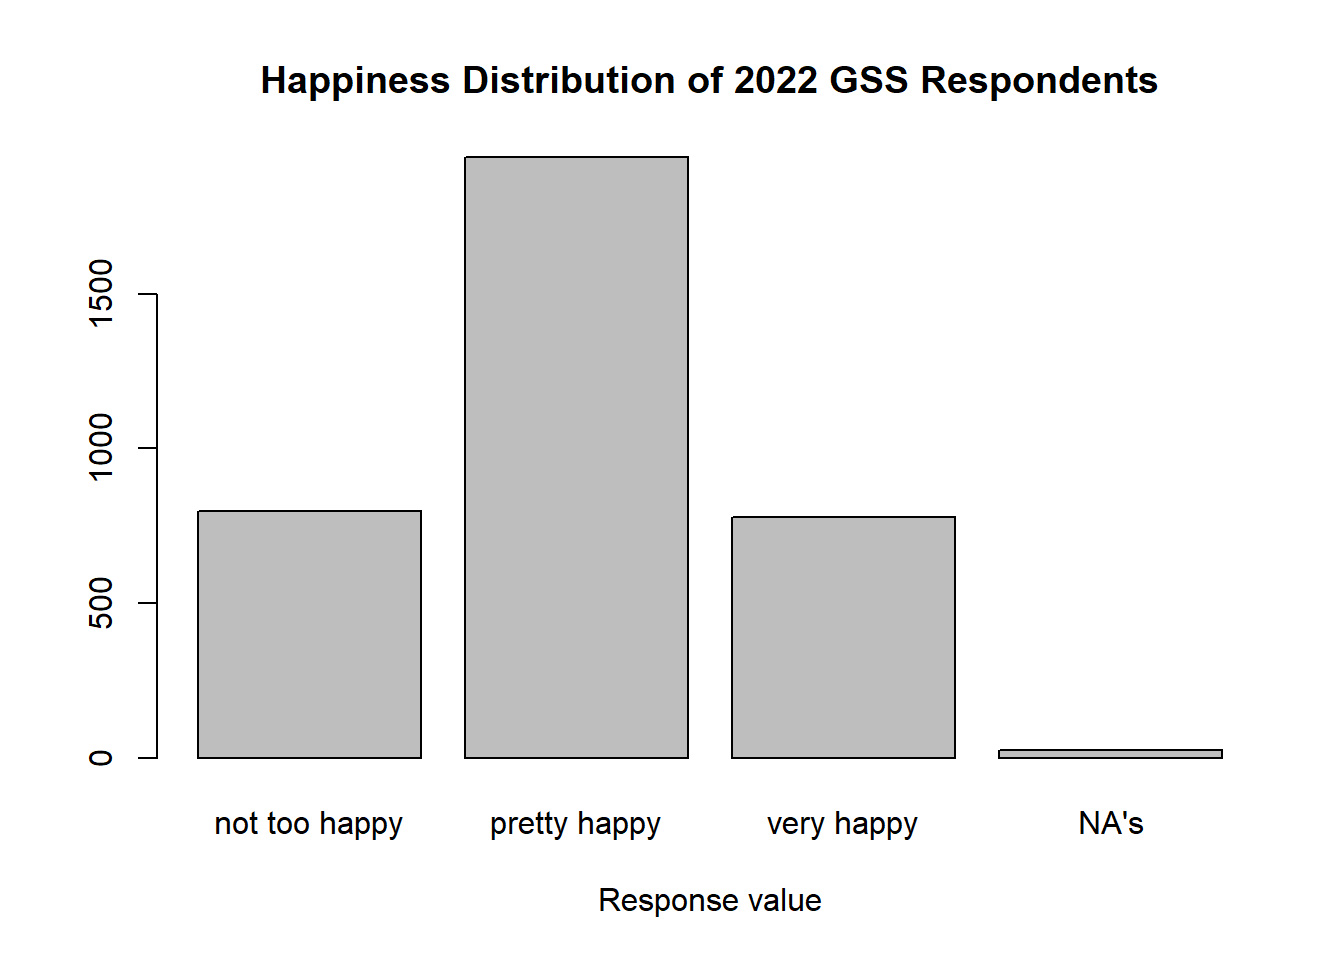 Happiness Distribution of 2022 GSS Respondents
1500
1000
500
0
not too happy pretty happy very happy NA's
Response value